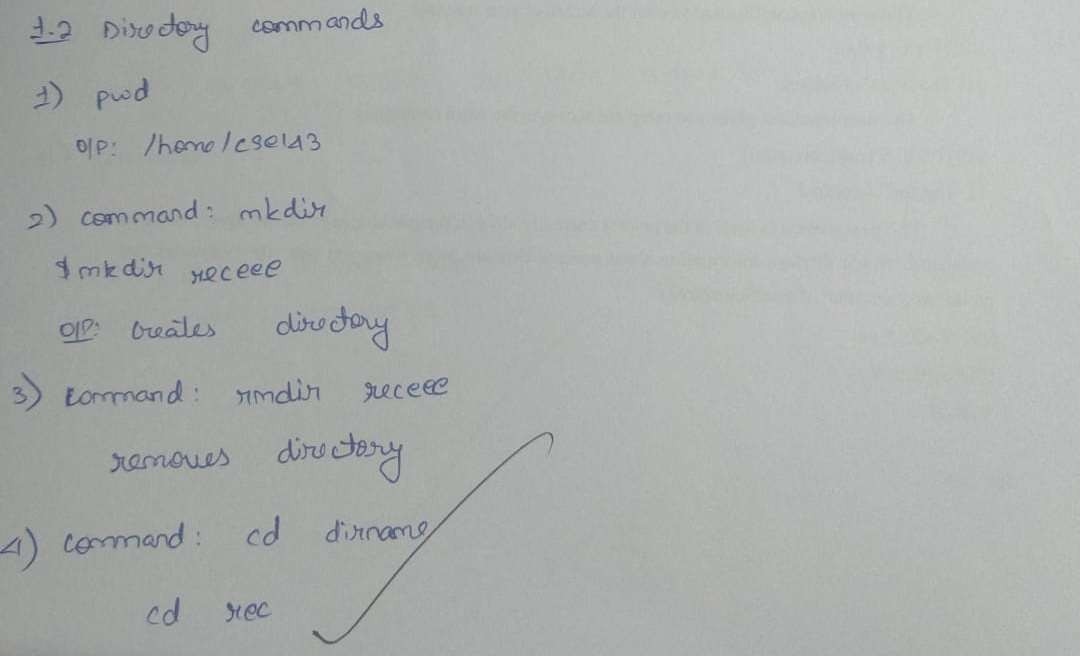 1.2 Directory commands
1) pwd
O/P: /home/cse143
2) command: mkdir
$ mkdir receee
O/P: creates directory
3) command: rmdir receee
removes directory
4) command: cd dirname
cd rec